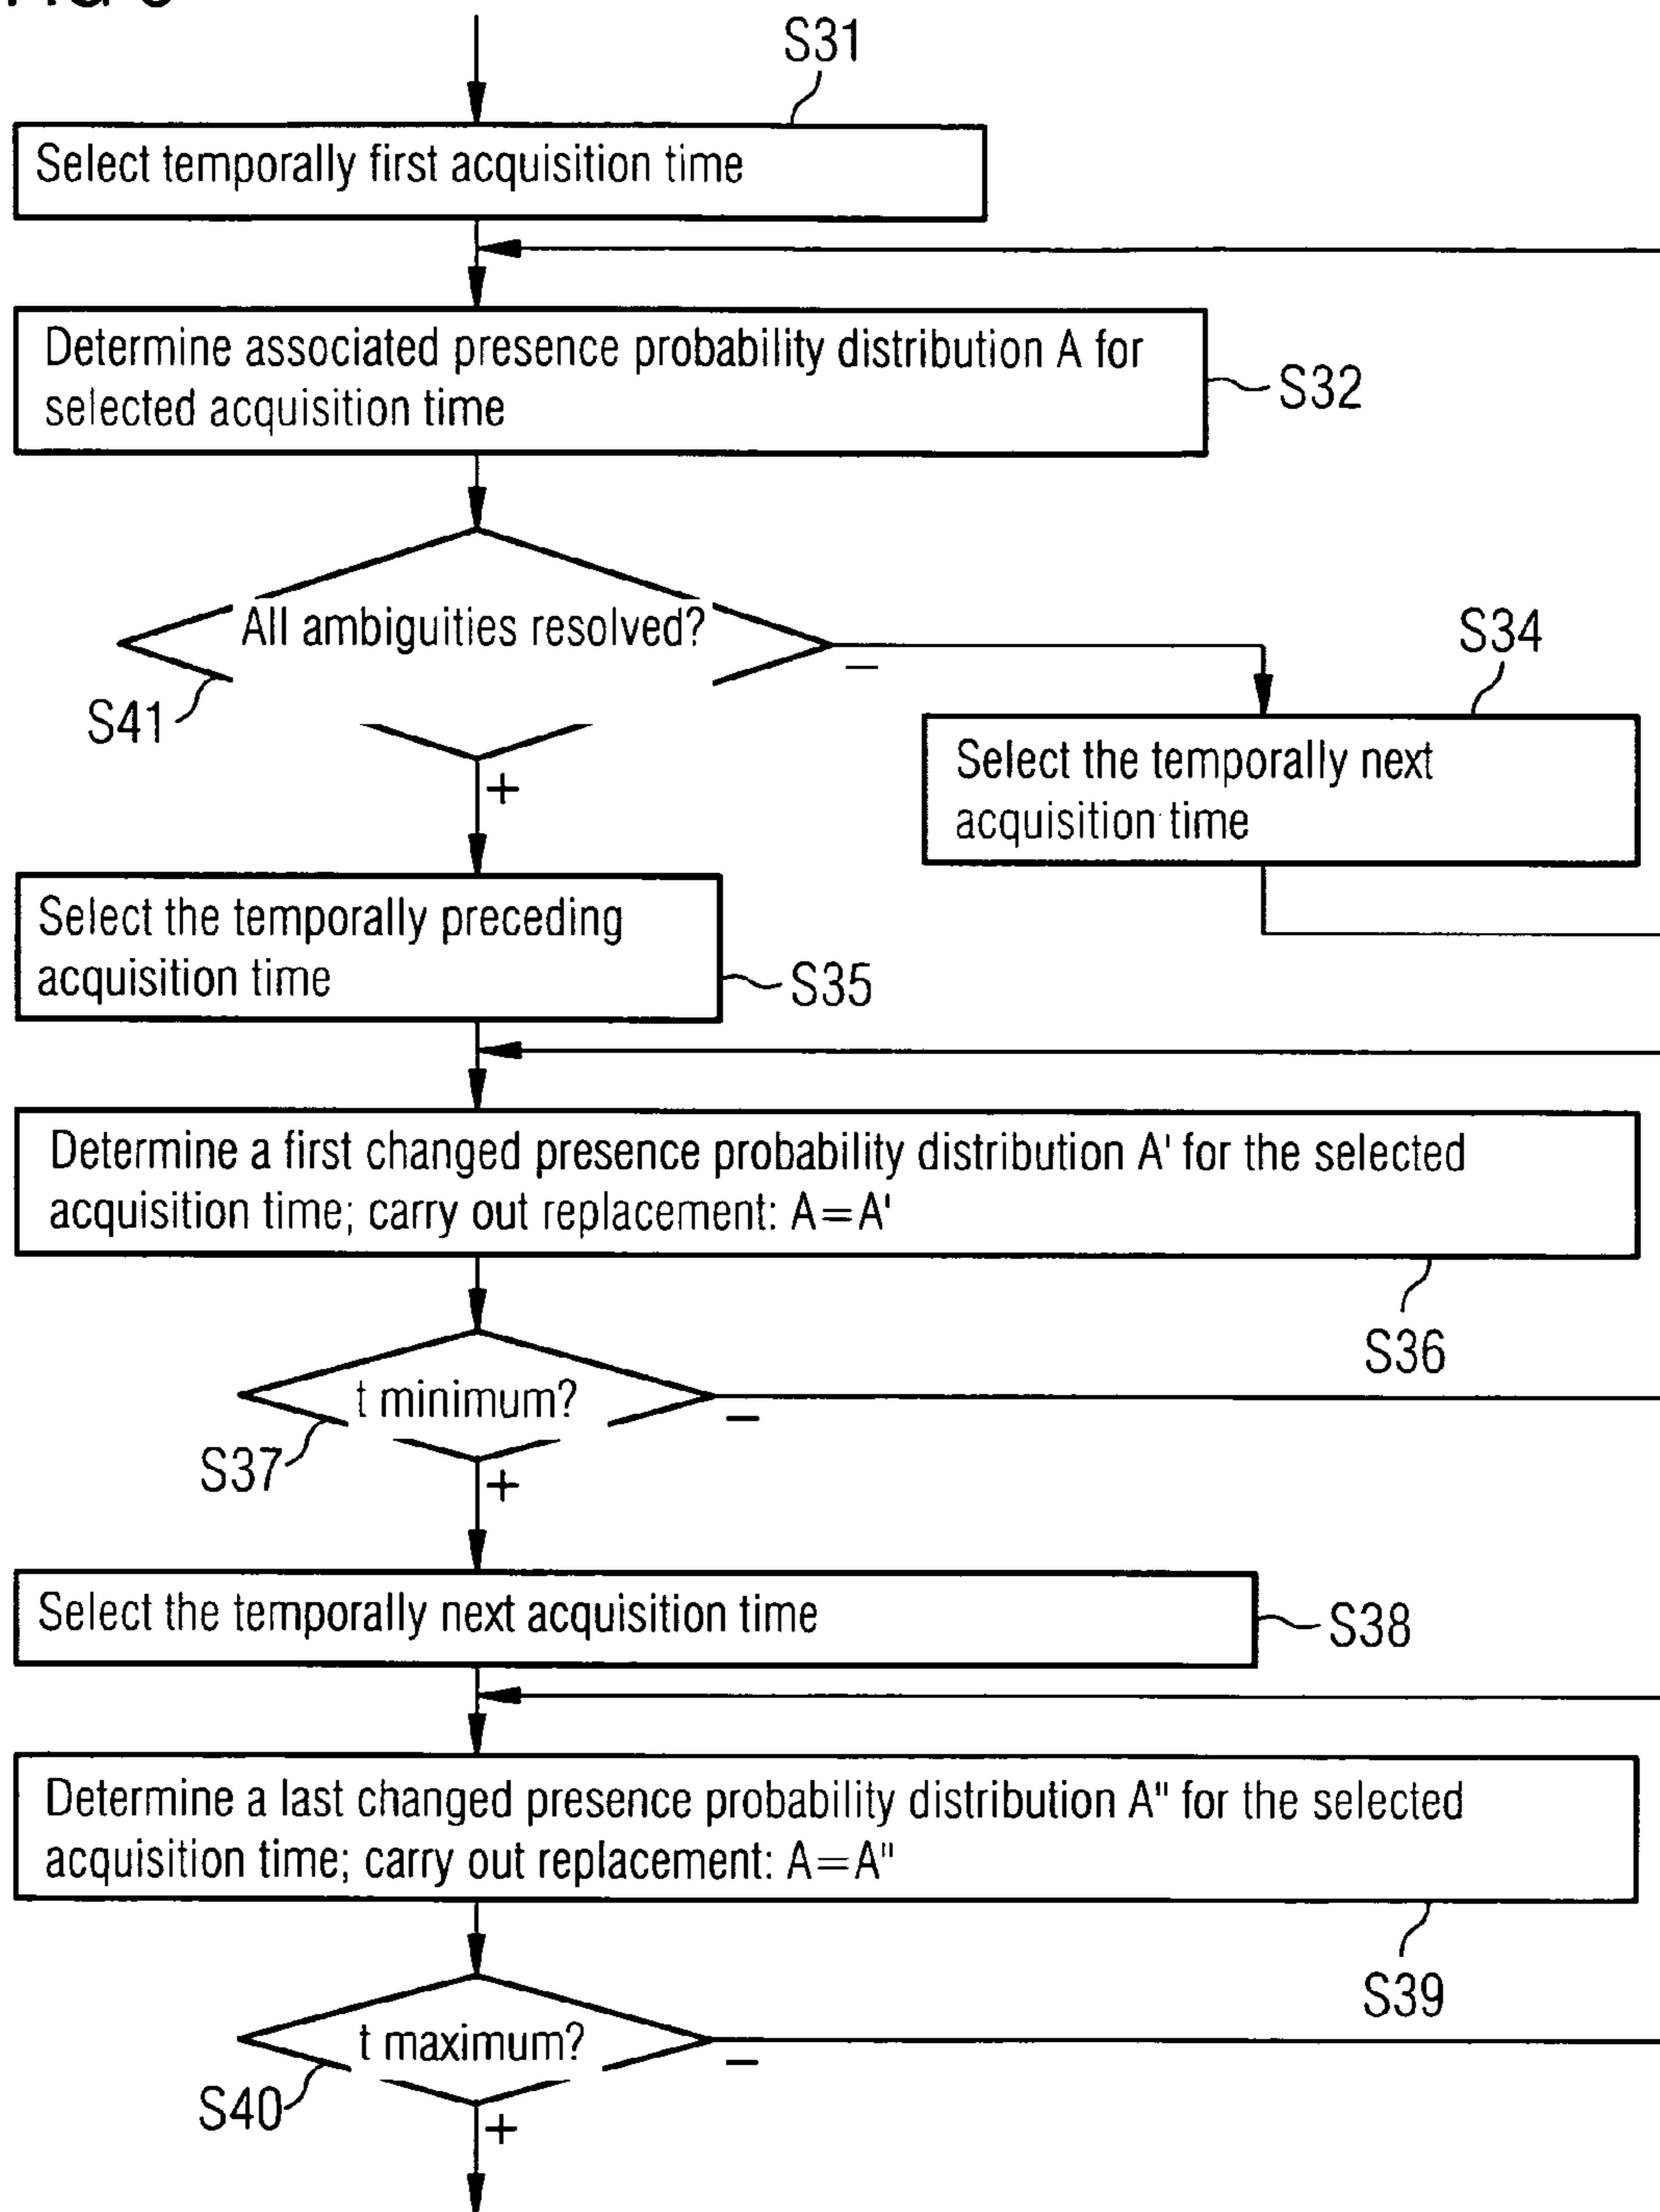 S31
Select temporally first acquisition time
Determine associated presence probability distribution A for
selected acquisition time
S32
All ambiguities resolved?
–
S41
+
S34
Select the temporally next
acquisition time
Select the temporally preceding
acquisition time
S35
Determine a first changed presence probability distribution A' for the selected
acquisition time; carry out replacement: A=A'
S36
t minimum?
–
S37
+
Select the temporally next acquisition time
S38
Determine a last changed presence probability distribution A" for the selected
acquisition time; carry out replacement: A=A"
S39
t maximum?
–
S40
+